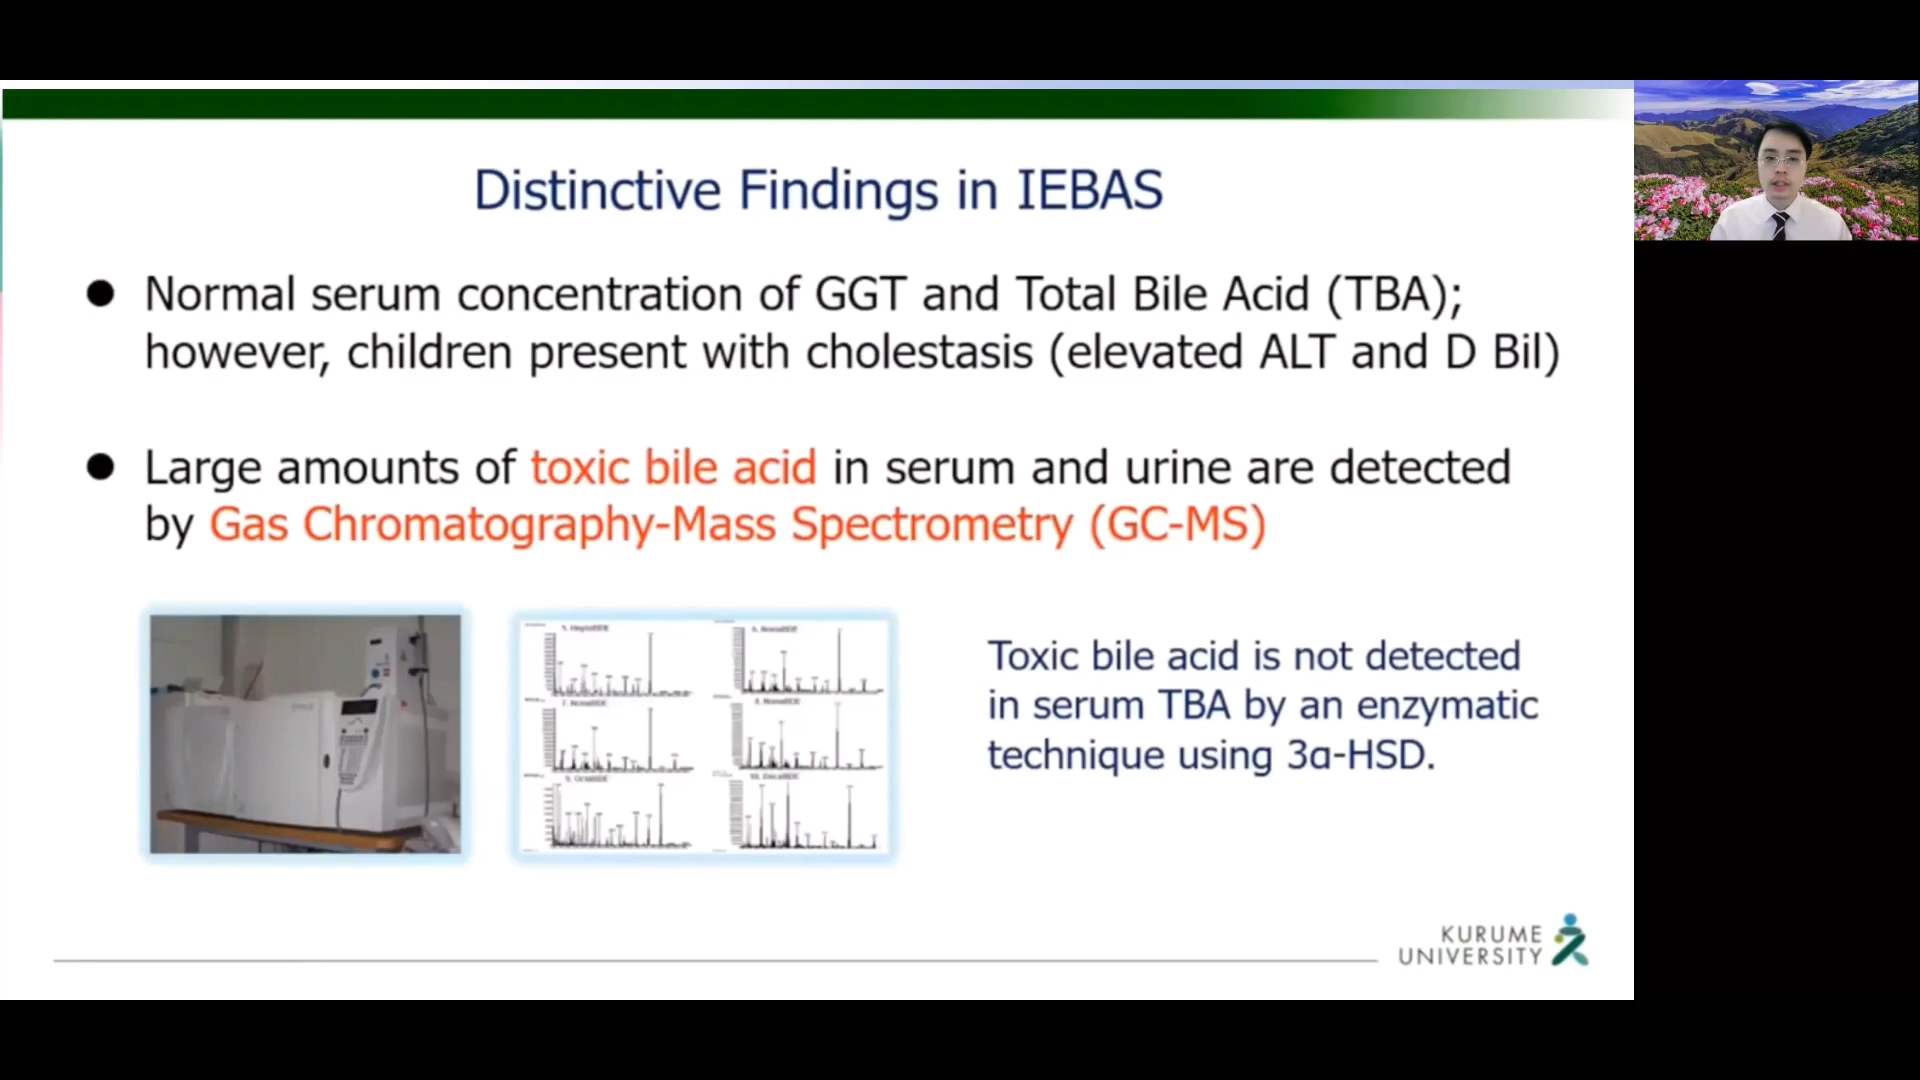 Distinctive Findings in IEBAS
● Normal serum concentration of GGT and Total Bile Acid (TBA);
however, children present with cholestasis (elevated ALT and D Bil)
● Large amounts of toxic bile acid in serum and urine are detected
by Gas Chromatography-Mass Spectrometry (GC-MS)
Toxic bile acid is not detected
in serum TBA by an enzymatic
technique using 3α-HSD.
KURUME
UNIVERSITY